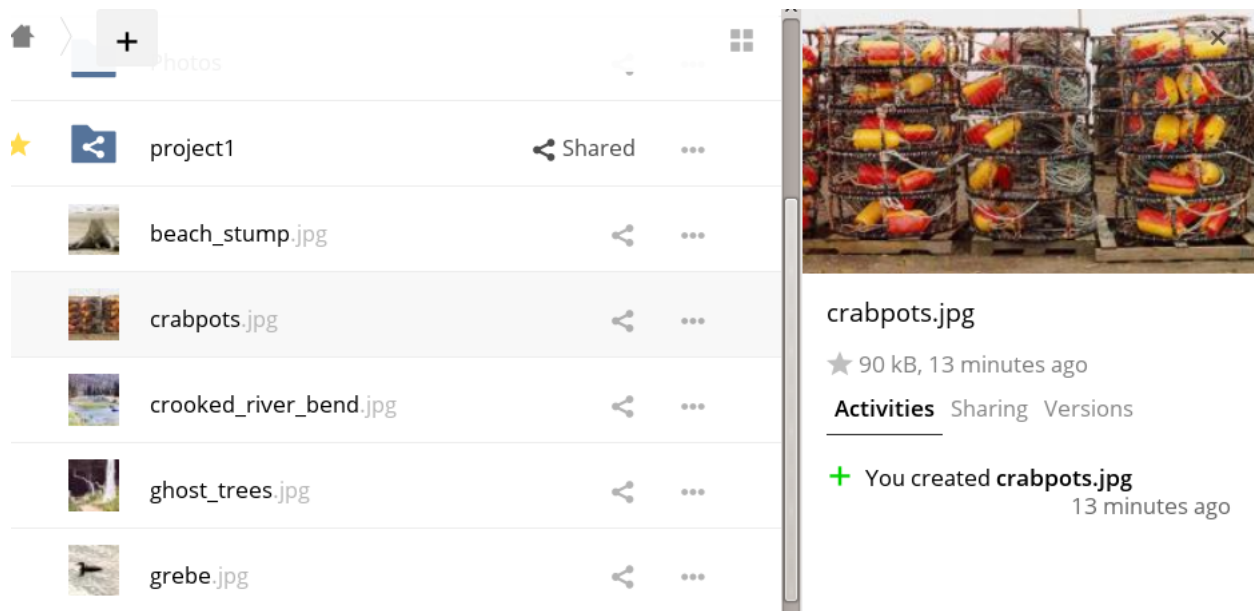 Photos
project1
Shared
beach_stump.jpg
crabpots.jpg
crooked_river_bend.jpg
ghost_trees.jpg
grebe.jpg
crabpots.jpg
90 kB, 13 minutes ago
Activities Sharing Versions
You created crabpots.jpg
13 minutes ago